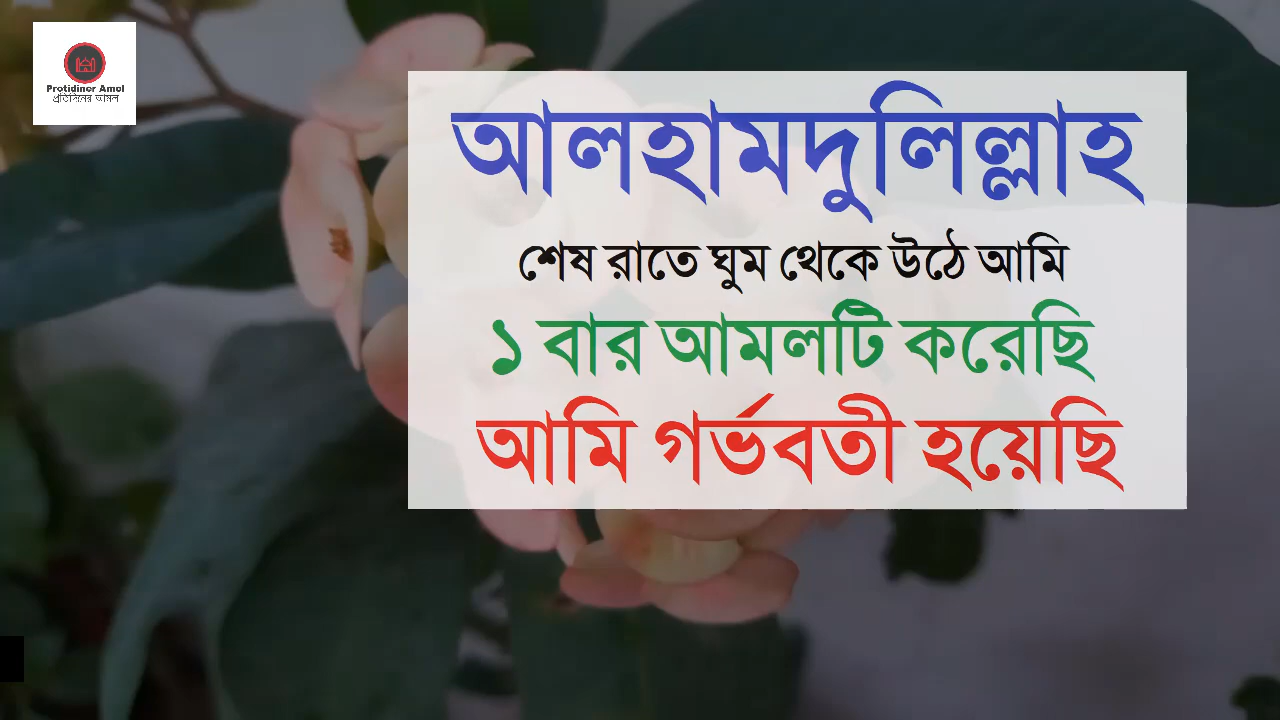 Protidiner Amol
প্রতিদিনের আমল
আলহামদুলিল্লাহ
শেষ রাতে ঘুম থেকে উঠে আমি
১ বার আমলটি করেছি
আমি গর্ভবতী হয়েছি